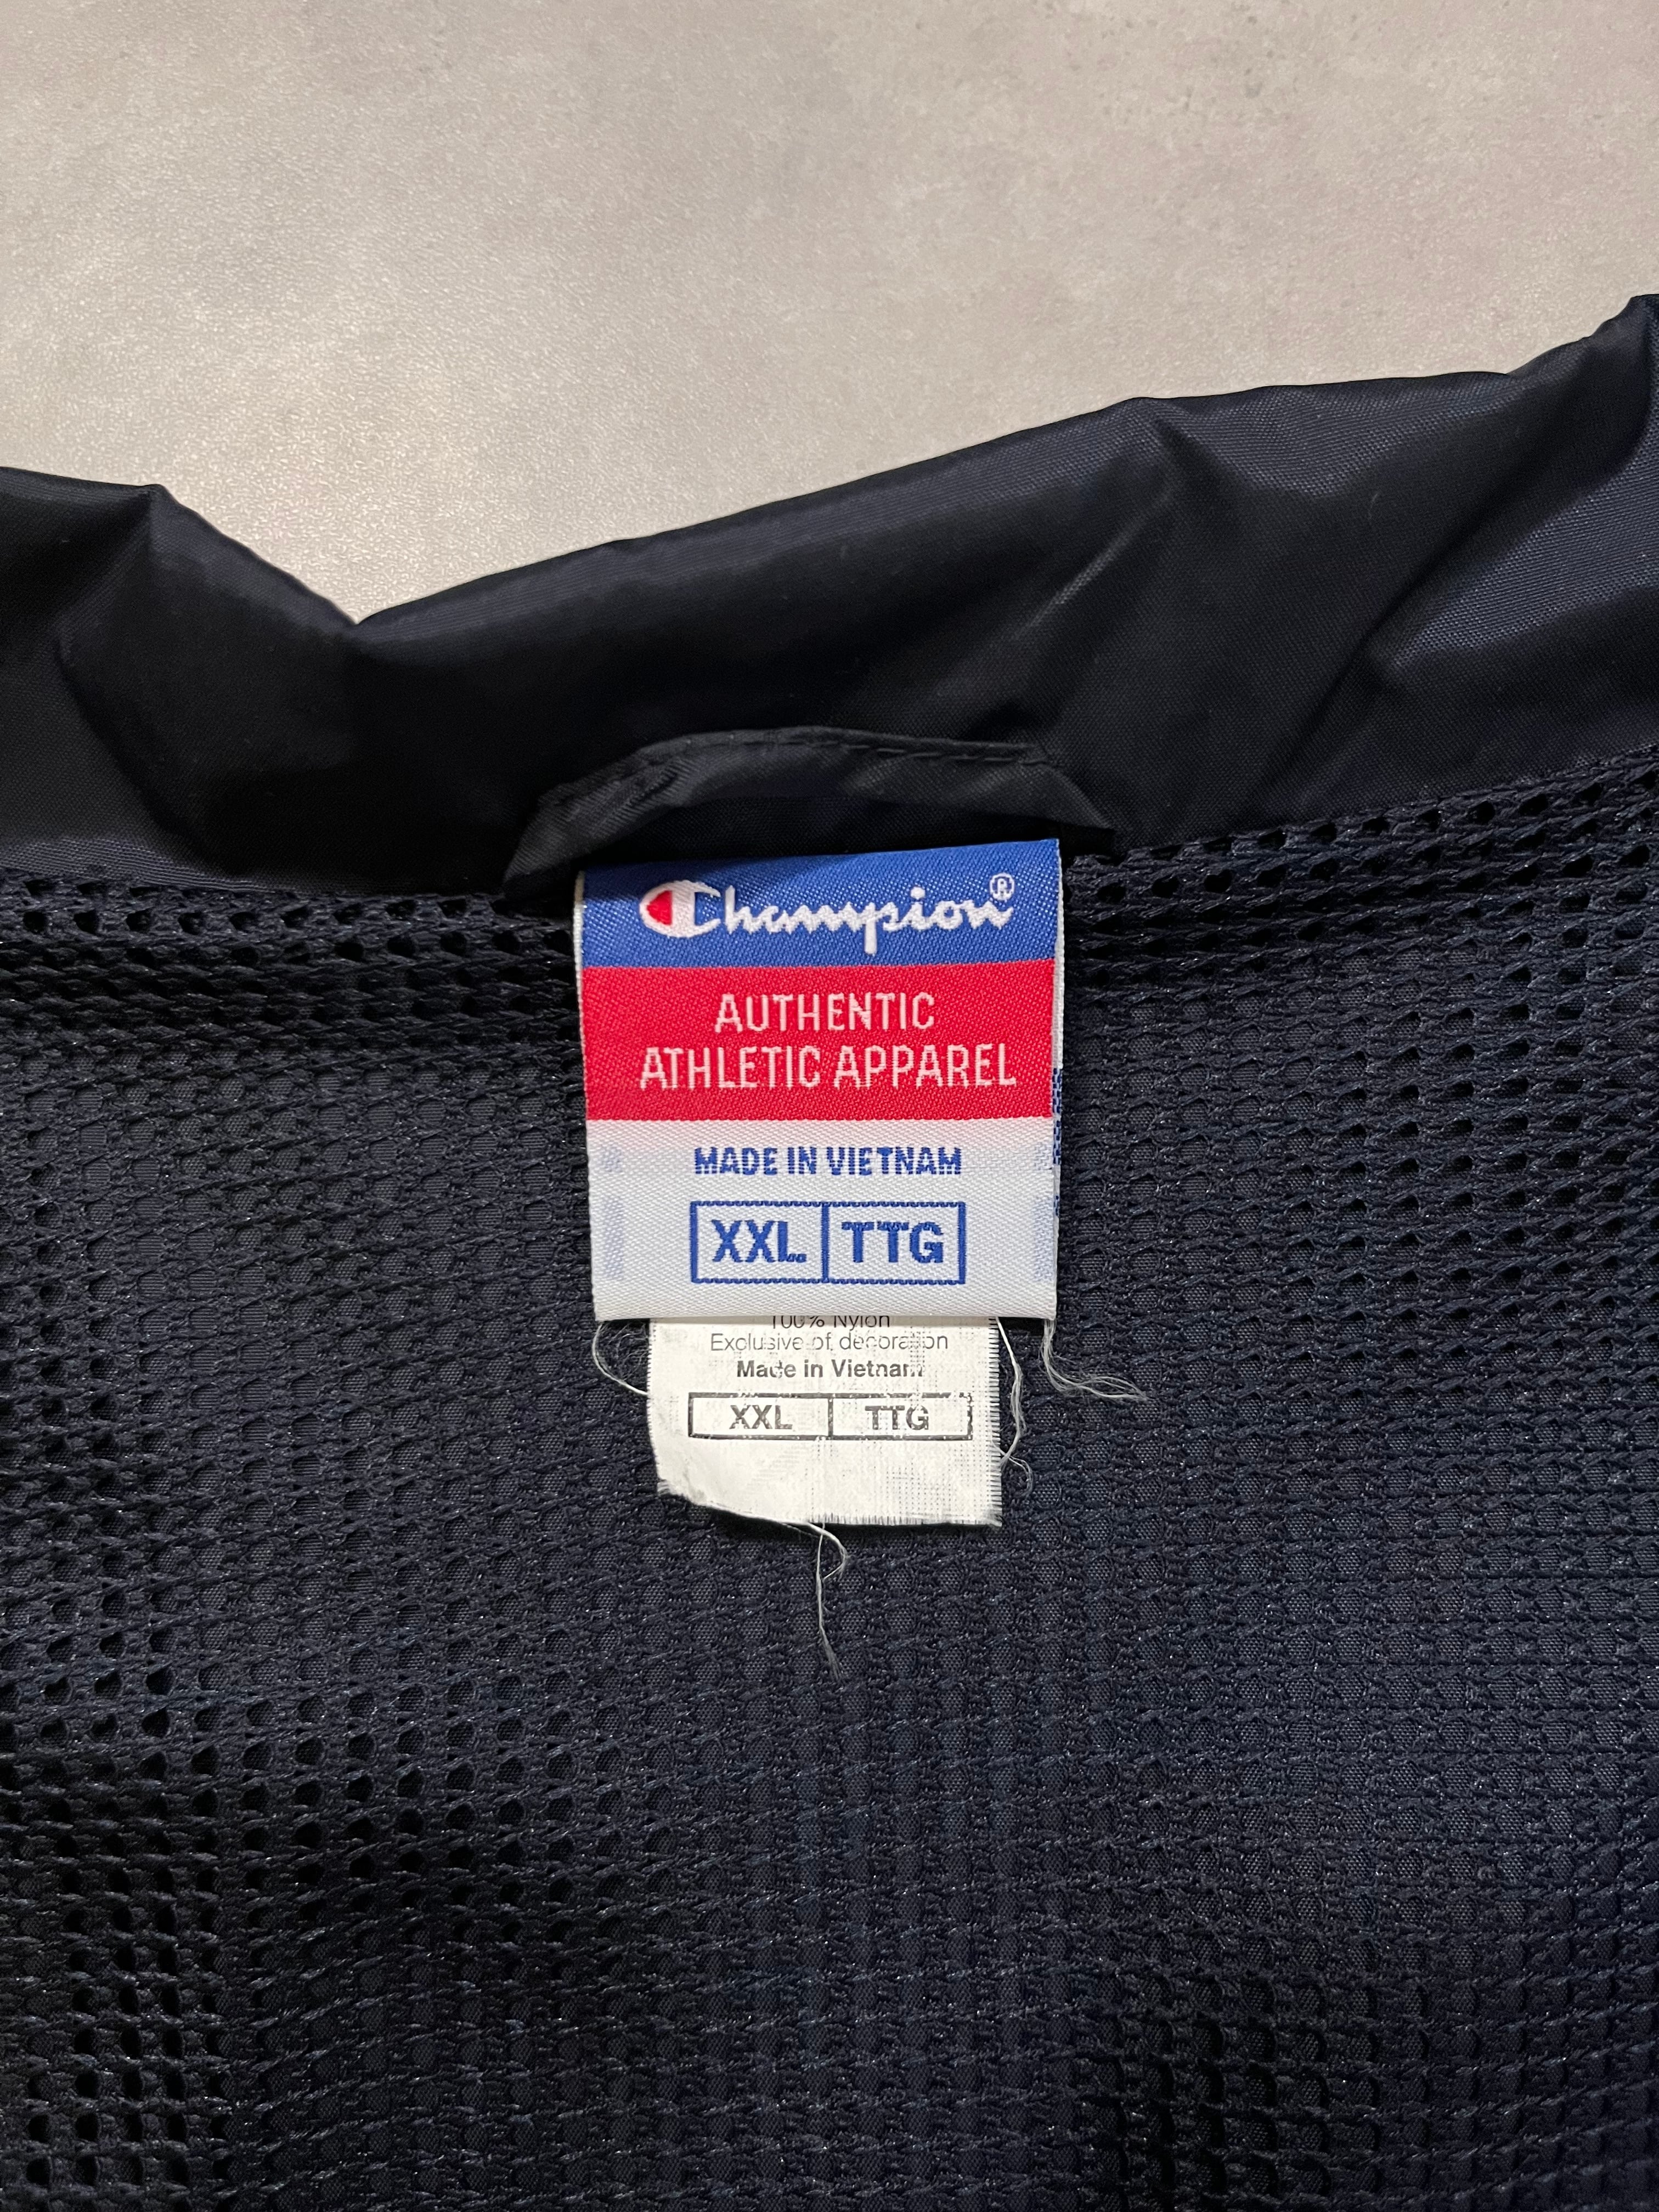 Champion®
AUTHENTIC
ATHLETIC APPAREL
MADE IN VIETNAM
XXL TTG
100% Nylon
Exclusive of decoration
Made in Vietnam
XXL TTG